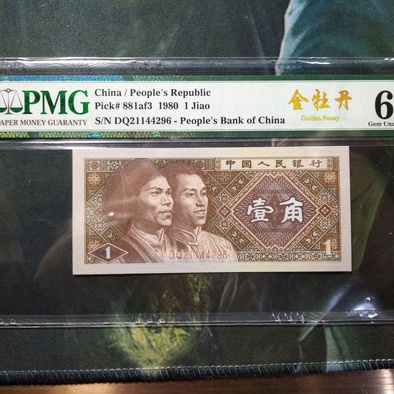 PMG
PAPER MONEY GUARANTY
China / People's Republic
Pick# 881af3 1980 1 Jiao
S/N DQ21144296 - People's Bank of China
金牡丹
Golden Peony
6
Gem Unc
中国人民银行
壹角
DQ21144296
1
1